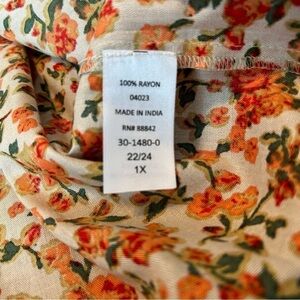 100% RAYON
04023
MADE IN INDIA
RN# 88842
30-1480-0
22/24
1X